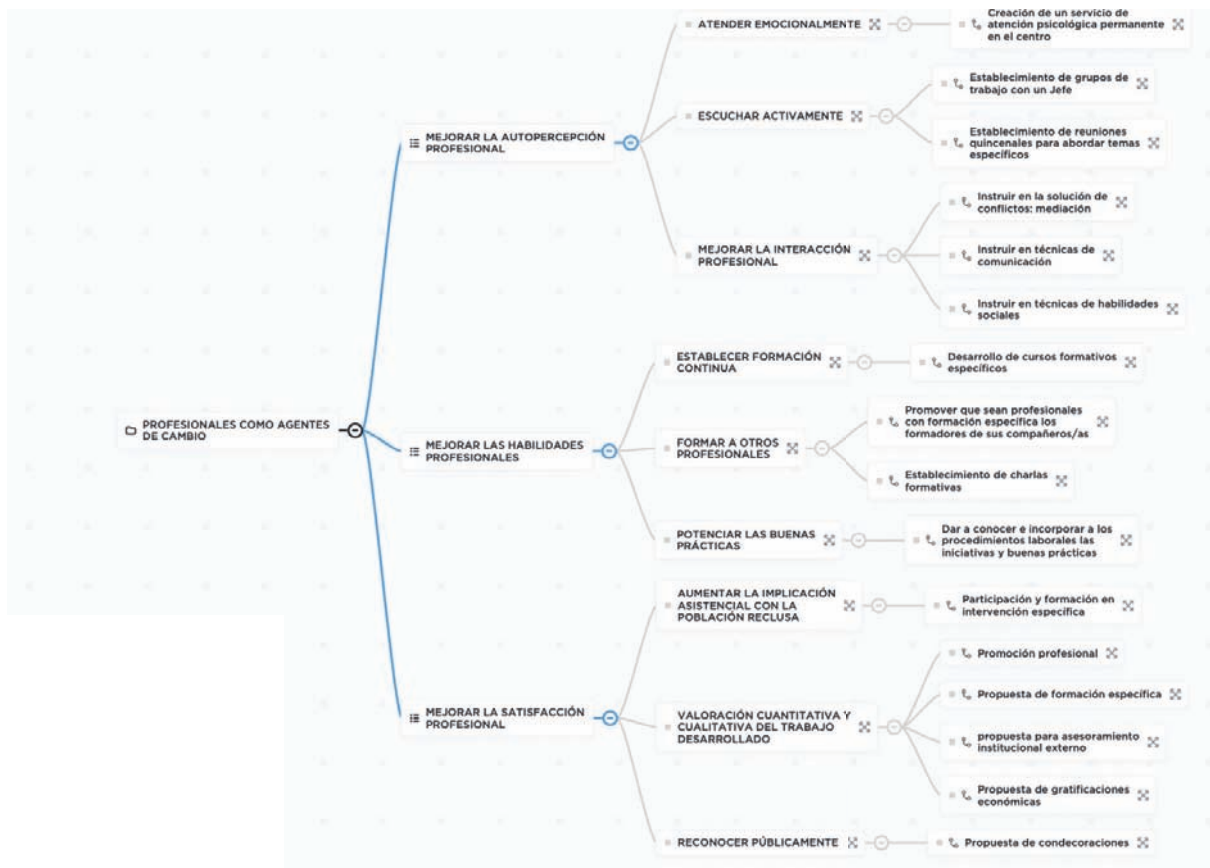 PROFESIONALES COMO AGENTES
DE CAMBIO
MEJORAR LA AUTOPERCEPCIÓN
PROFESIONAL
ATENDER EMOCIONALMENTE
Creación de un servicio de
atención psicológica permanente
en el centro
ESCUCHAR ACTIVAMENTE
Establecimiento de grupos de
trabajo con un Jefe
Establecimiento de reuniones
quincenales para abordar temas
específicos
MEJORAR LA INTERACCIÓN
PROFESIONAL
Instruir en la solución de
conflictos: mediación
Instruir en técnicas de
comunicación
Instruir en técnicas de habilidades
sociales
MEJORAR LAS HABILIDADES
PROFESIONALES
ESTABLECER FORMACIÓN
CONTINUA
Desarrollo de cursos formativos
específicos
FORMAR A OTROS
PROFESIONALES
Promover que sean profesionales
con formación específica los
formadores de sus compañeros/as
Establecimiento de charlas
formativas
POTENCIAR LAS BUENAS
PRÁCTICAS
Dar a conocer e incorporar a los
procedimientos laborales las
iniciativas y buenas prácticas
MEJORAR LA SATISFACCIÓN
PROFESIONAL
AUMENTAR LA IMPLICACIÓN
ASISTENCIAL CON LA
POBLACIÓN RECLUSA
Participación y formación en
intervención específica
VALORACIÓN CUANTITATIVA Y
CUALITATIVA DEL TRABAJO
DESARROLLADO
Promoción profesional
Propuesta de formación específica
propuesta para asesoramiento
institucional externo
Propuesta de gratificaciones
económicas
RECONOCER PÚBLICAMENTE
Propuesta de condecoraciones